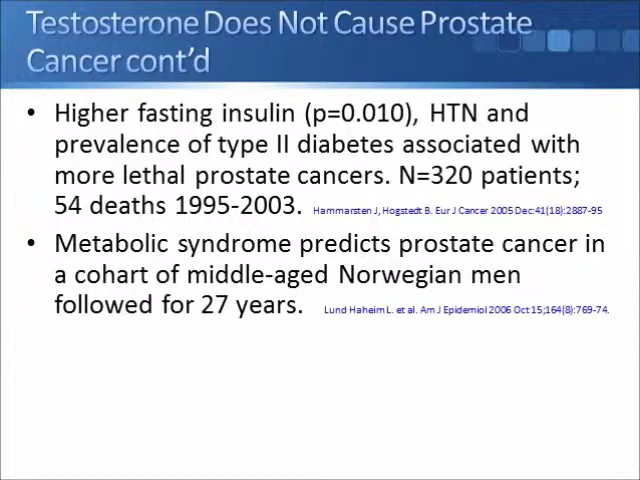 Testosterone Does Not Cause Prostate
Cancer cont'd
• Higher fasting insulin (p=0.010), HTN and
prevalence of type II diabetes associated with
more lethal prostate cancers. N=320 patients;
54 deaths 1995-2003. Hammarsten J, Hogstedt B. Eur J Cancer 2005 Dec:41(18):2887-95
• Metabolic syndrome predicts prostate cancer in
a cohart of middle-aged Norwegian men
followed for 27 years. Lund Haheim L. et al. Am J Epidemiol 2006 Oct 15;164(8):769-74.